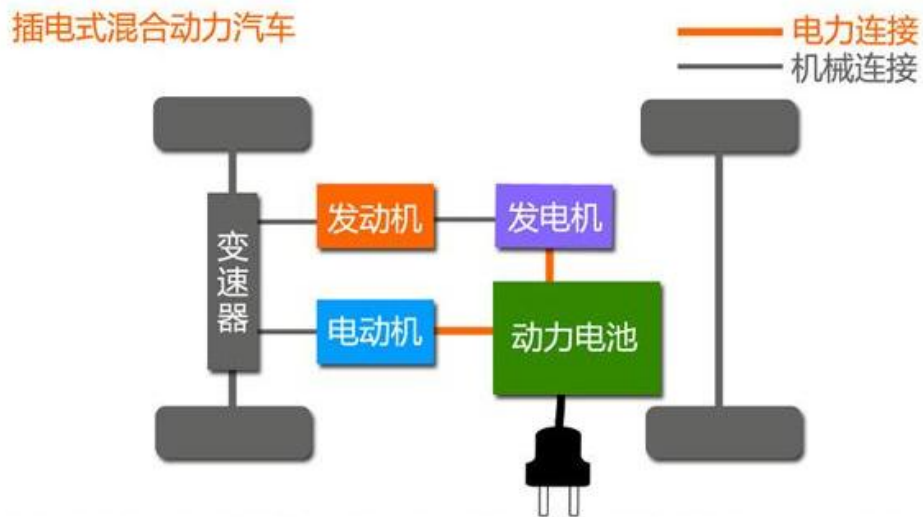 插电式混合动力汽车
电力连接
机械连接
发动机
发电机
变速器
电动机
动力电池